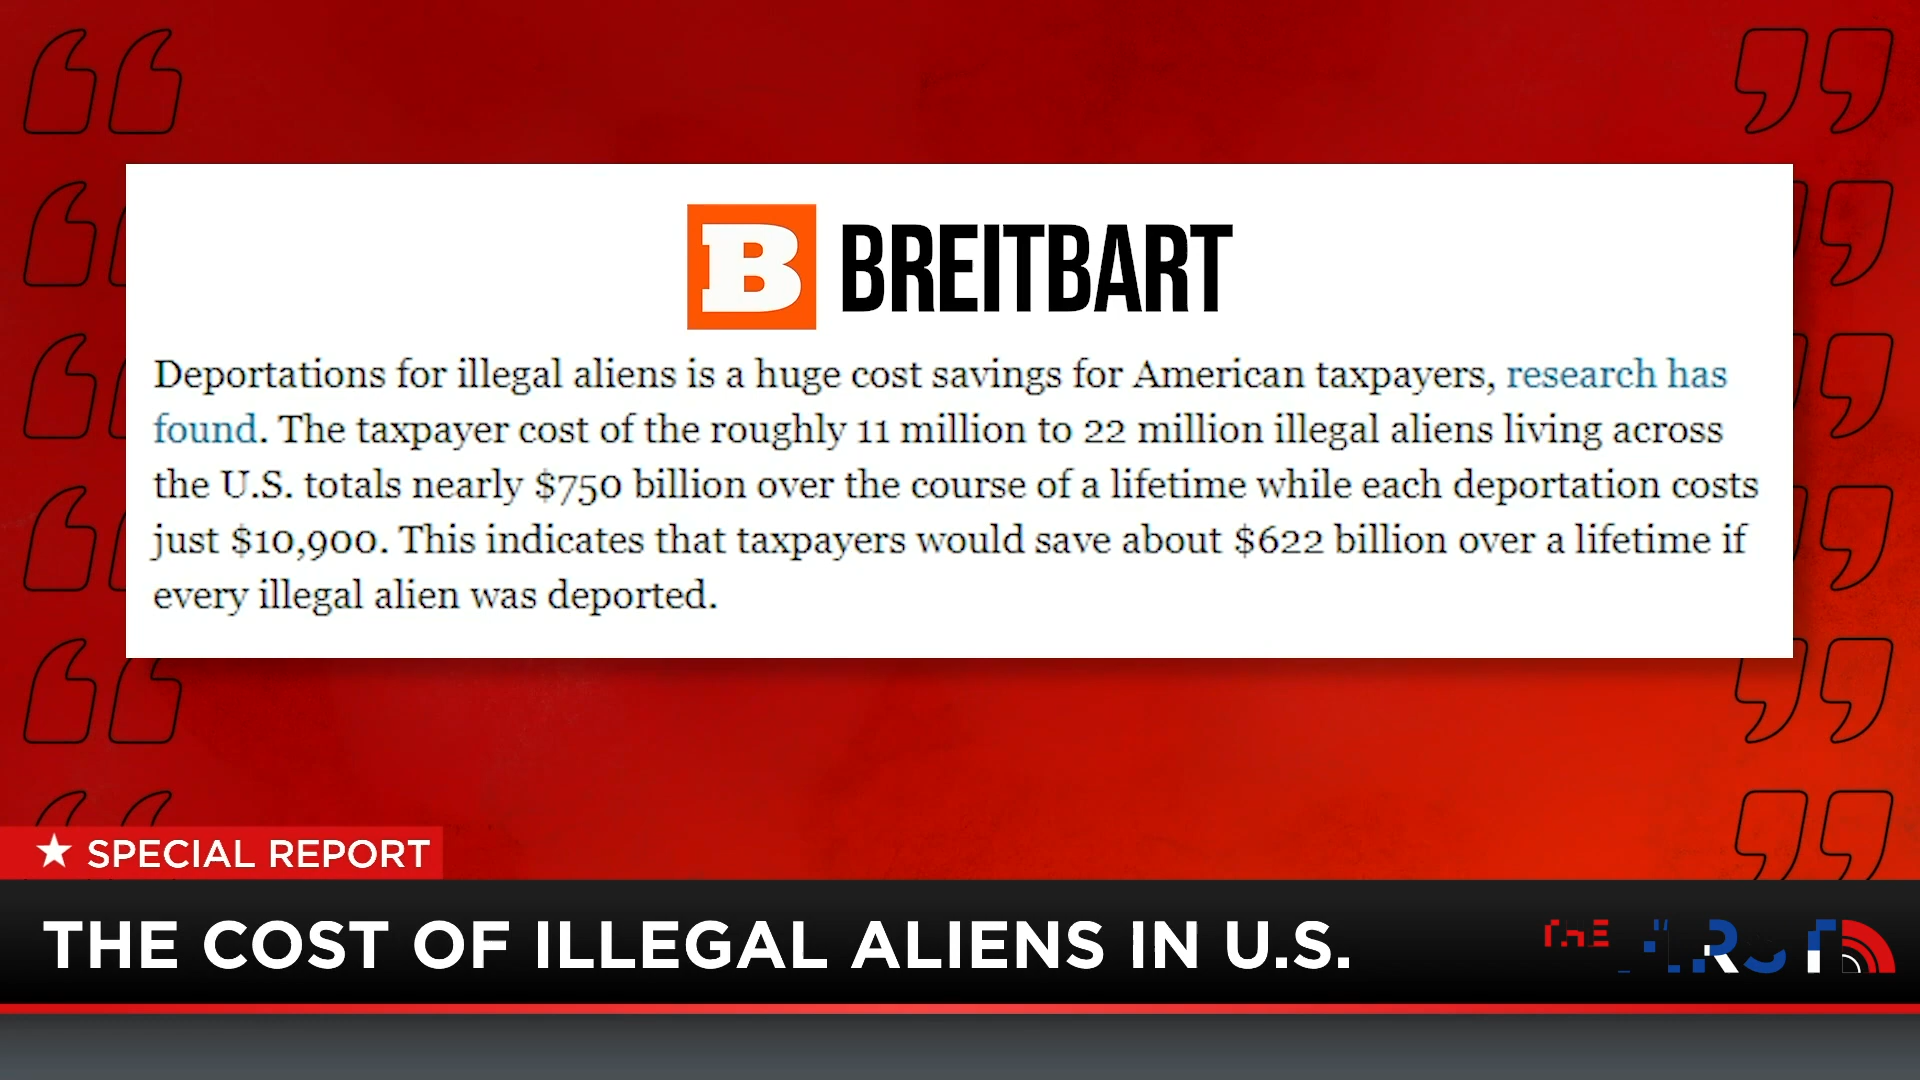 B BREITBART
Deportations for illegal aliens is a huge cost savings for American taxpayers, research has
found. The taxpayer cost of the roughly 11 million to 22 million illegal aliens living across
the U.S. totals nearly $750 billion over the course of a lifetime while each deportation costs
just $10,900. This indicates that taxpayers would save about $622 billion over a lifetime if
every illegal alien was deported.
SPECIAL REPORT
THE COST OF ILLEGAL ALIENS IN U.S.
THE